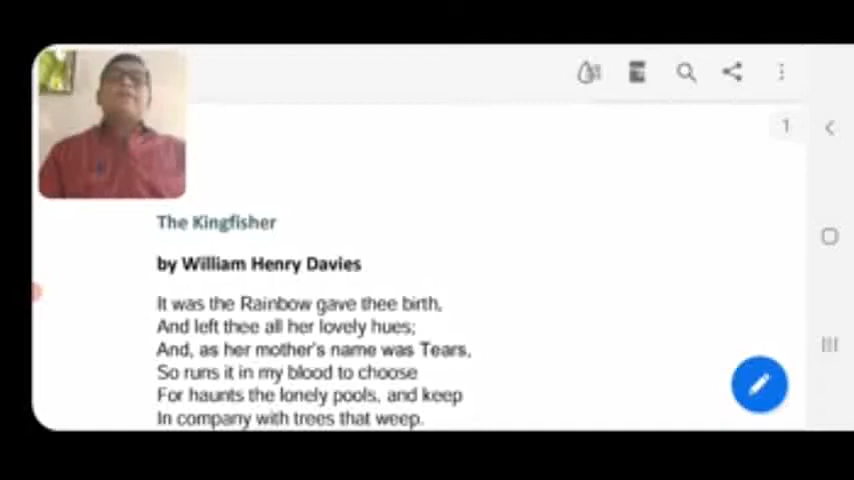 1
The Kingfisher
by William Henry Davies
It was the Rainbow gave thee birth,
And left thee all her lovely hues;
And, as her mother's name was Tears,
So runs it in my blood to choose
For haunts the lonely pools, and keep
In company with trees that weep.